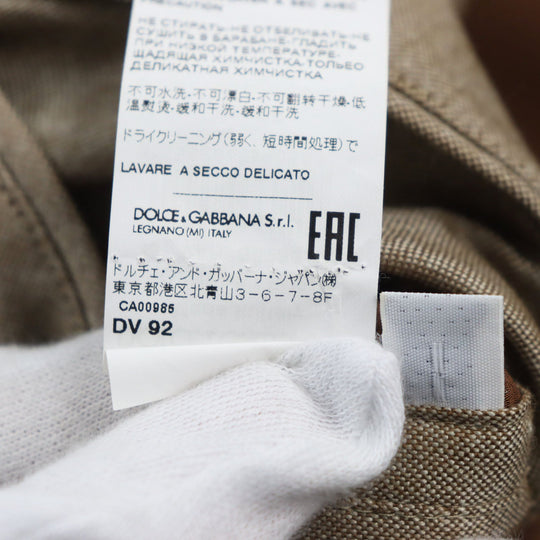 PRECAUTION
НЕ СТИРАТЬ·НЕ ОТБЕЛИВАТЬ·НЕ
СУШИТЬ В БАРАБАНЕ·ГЛАДИТЬ
ПРИ НИЗКОЙ ТЕМПЕРАТУРЕ·
ЩАДЯЩАЯ ХИМЧИСТКА·ТОЛЬЕО
ДЕЛИКАТНАЯ ХИМЧИСТКА
不可水洗·不可漂白·不可翻转干燥·低
温熨烫·缓和干洗·缓和干洗
ドライクリーニング(弱く、短時間処理)で
LAVARE A SECCO DELICATO
DOLCE & GABBANA S.r.l.
LEGNANO (MI) ITALY
EAC
ドルチェ・アンド・ガッバーナ・ジャパン㈱
東京都港区北青山3-6-7-8F
CA00985
DV 92